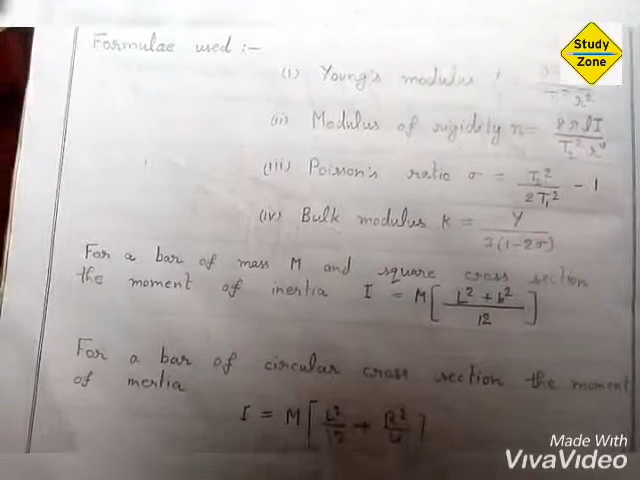 Formulae used :-
Study
Zone
(i) Young's modulus
r²
(ii) Modulus of rigidity n = 8πlI / T₂² r⁴
(iii) Poisson's ratio σ = T₂² / 2T₁² - 1
(iv) Bulk modulus K = Y / 3(1-2σ)
For a bar of mass M and square cross section
the moment of inertia I = M[ L² + b² / 12 ]
For a bar of circular cross section the moment
of inertia
I = M[ L²/12 + R²/4 ]
Made With
VivaVideo